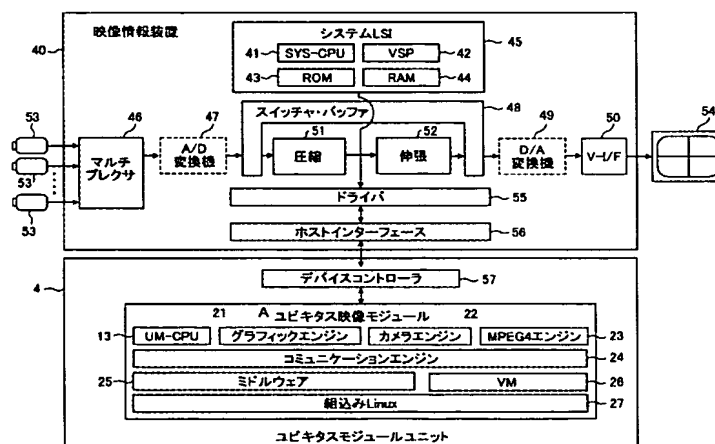 40
映像情報装置
システムLSI
45
41
SYS-CPU
VSP
42
43
ROM
RAM
44
53
46
47
スイッチャ・バッファ
48
49
50
54
53
53
マルチ
プレクサ
A/D
変換機
51
圧縮
52
伸張
D/A
変換機
V-I/F
ドライバ
55
ホストインターフェース
56
4
デバイスコントローラ
57
21
A
ユビキタス映像モジュール
22
13
UM-CPU
グラフィックエンジン
カメラエンジン
MPEG4エンジン
23
コミュニケーションエンジン
24
25
ミドルウェア
VM
26
組込みLinux
27
ユビキタスモジュールユニット